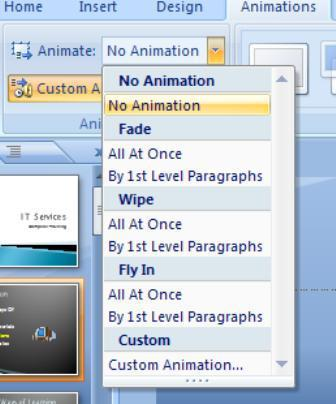 Home Insert Design Animations
Animate: No Animation
Custom A
Ani
No Animation
No Animation
Fade
All At Once
By 1st Level Paragraphs
Wipe
All At Once
By 1st Level Paragraphs
Fly In
All At Once
By 1st Level Paragraphs
Custom
Custom Animation...
IT Services